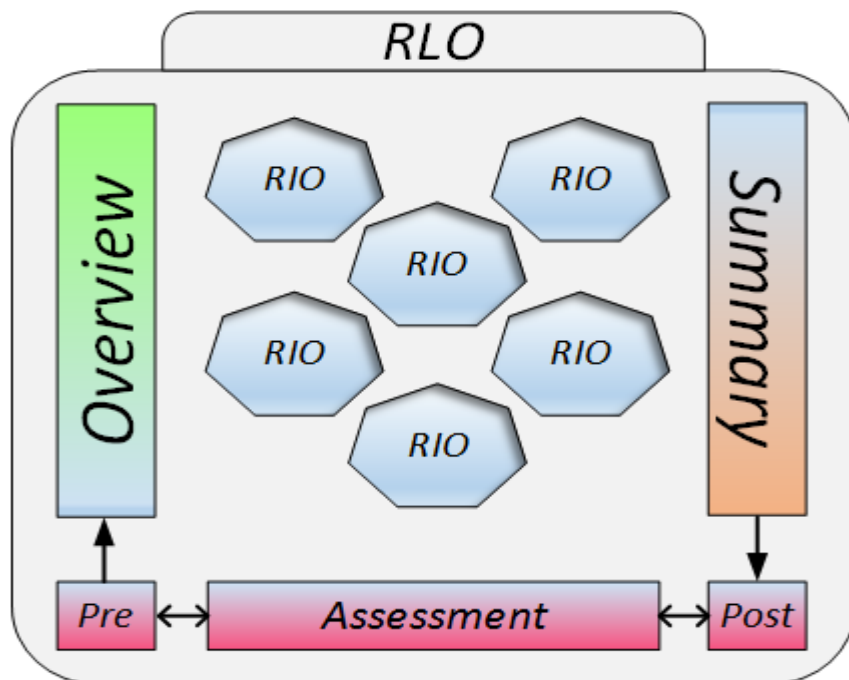 RLO
Overview
RIO
RIO
RIO
RIO
RIO
RIO
Summary
Pre
Assessment
Post